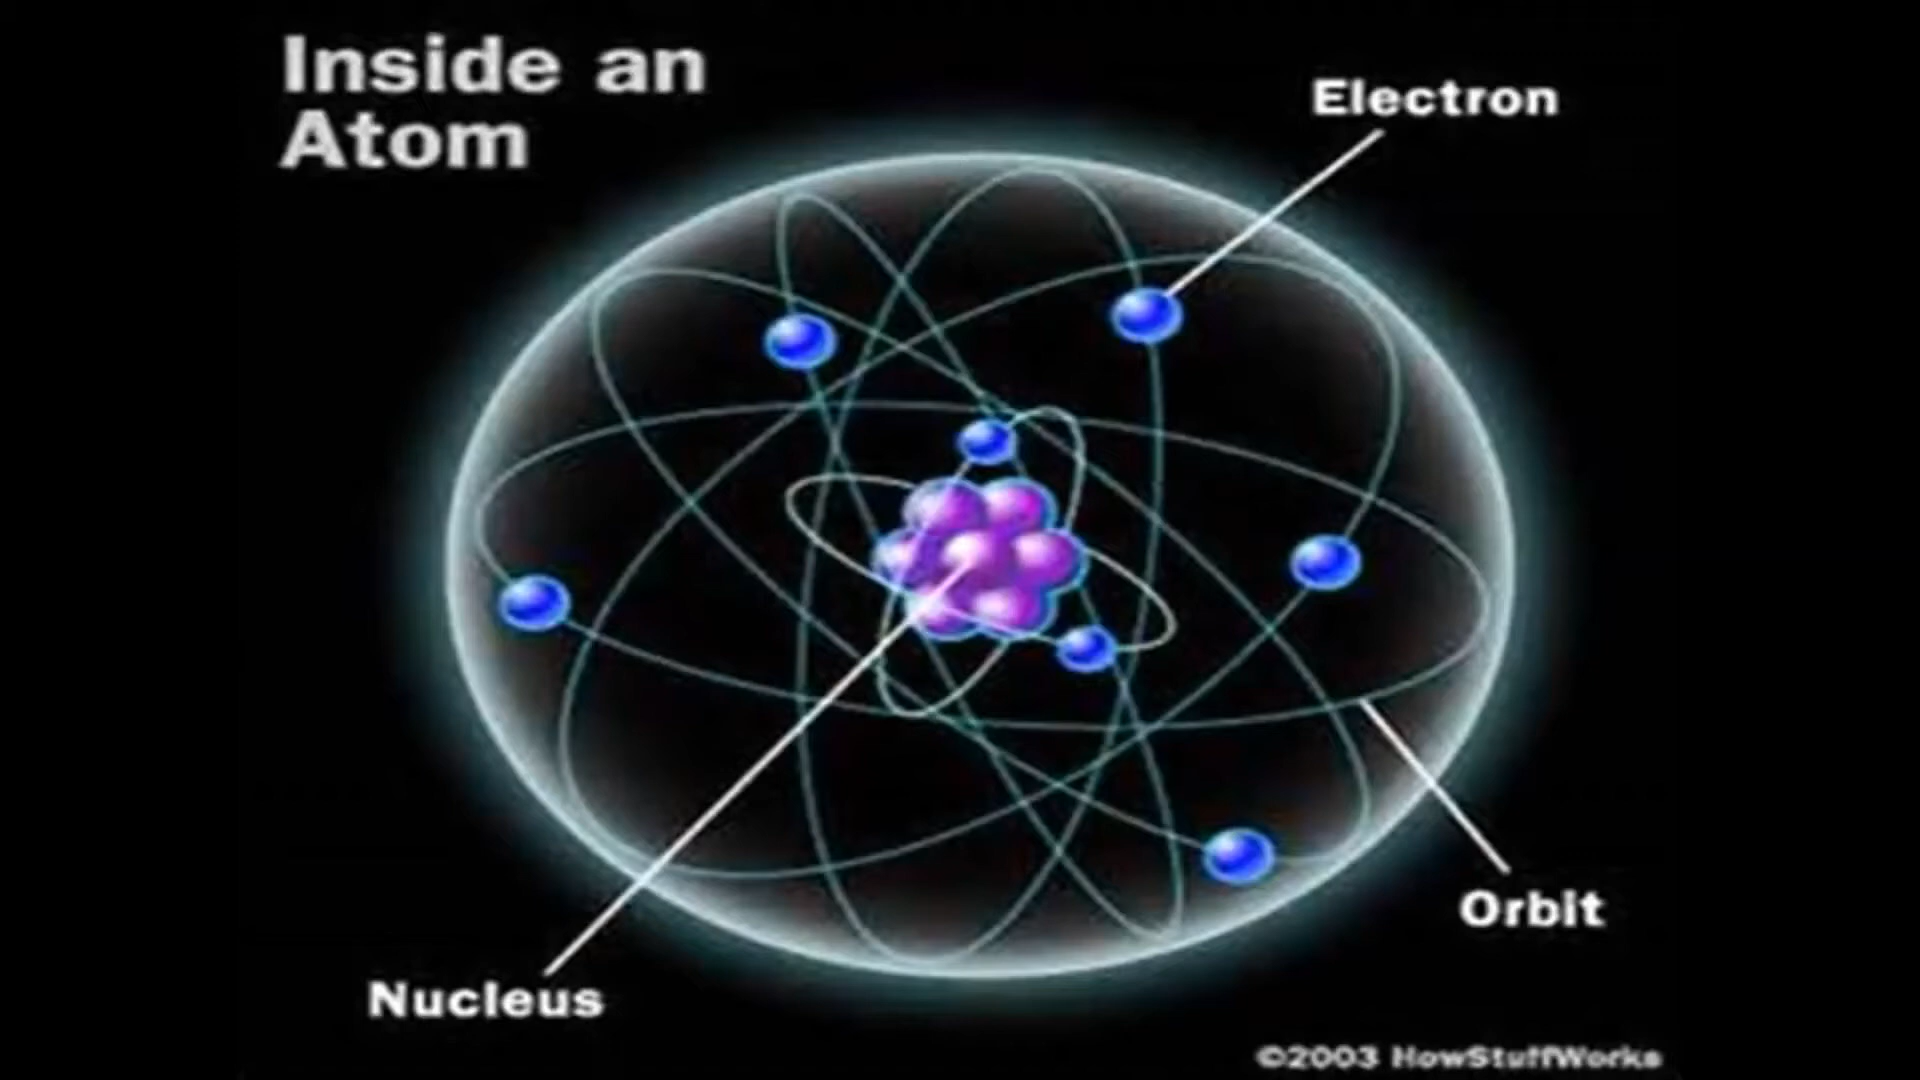 Inside an
Atom
Electron
Orbit
Nucleus
©2003 HowStuffWorks